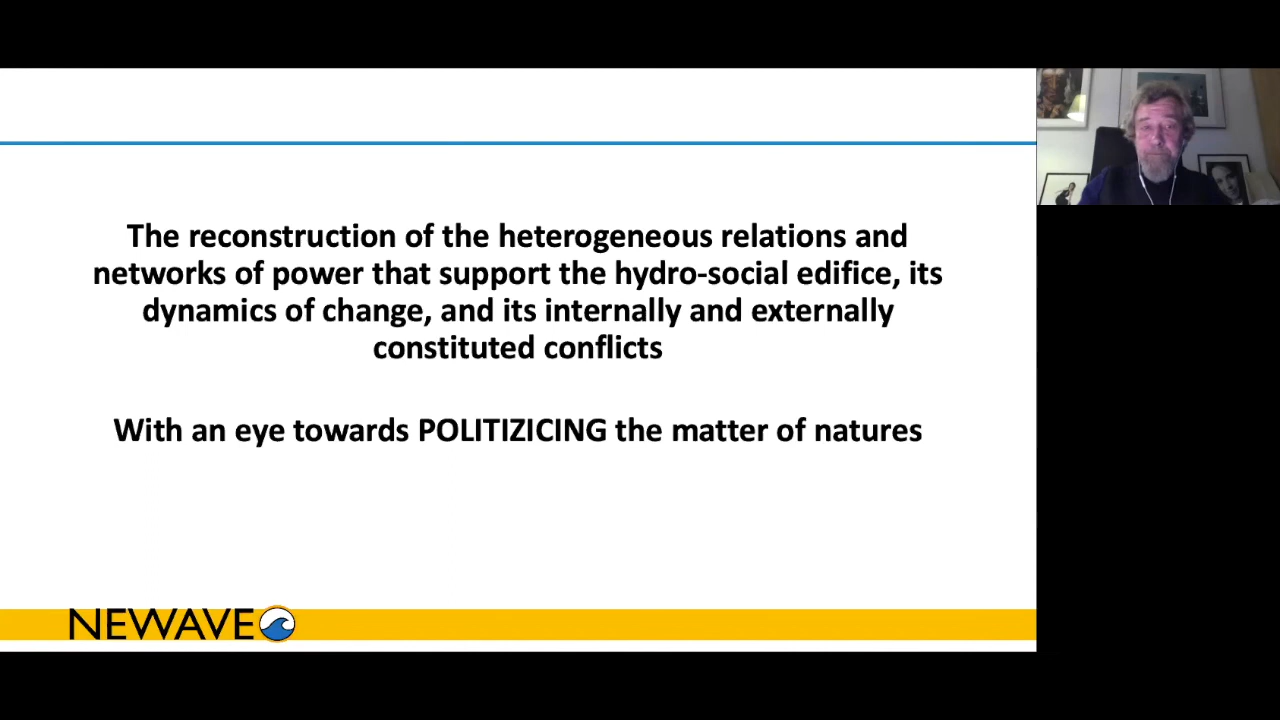 The reconstruction of the heterogeneous relations and
networks of power that support the hydro-social edifice, its
dynamics of change, and its internally and externally
constituted conflicts
With an eye towards POLITIZICING the matter of natures
NEWAVE